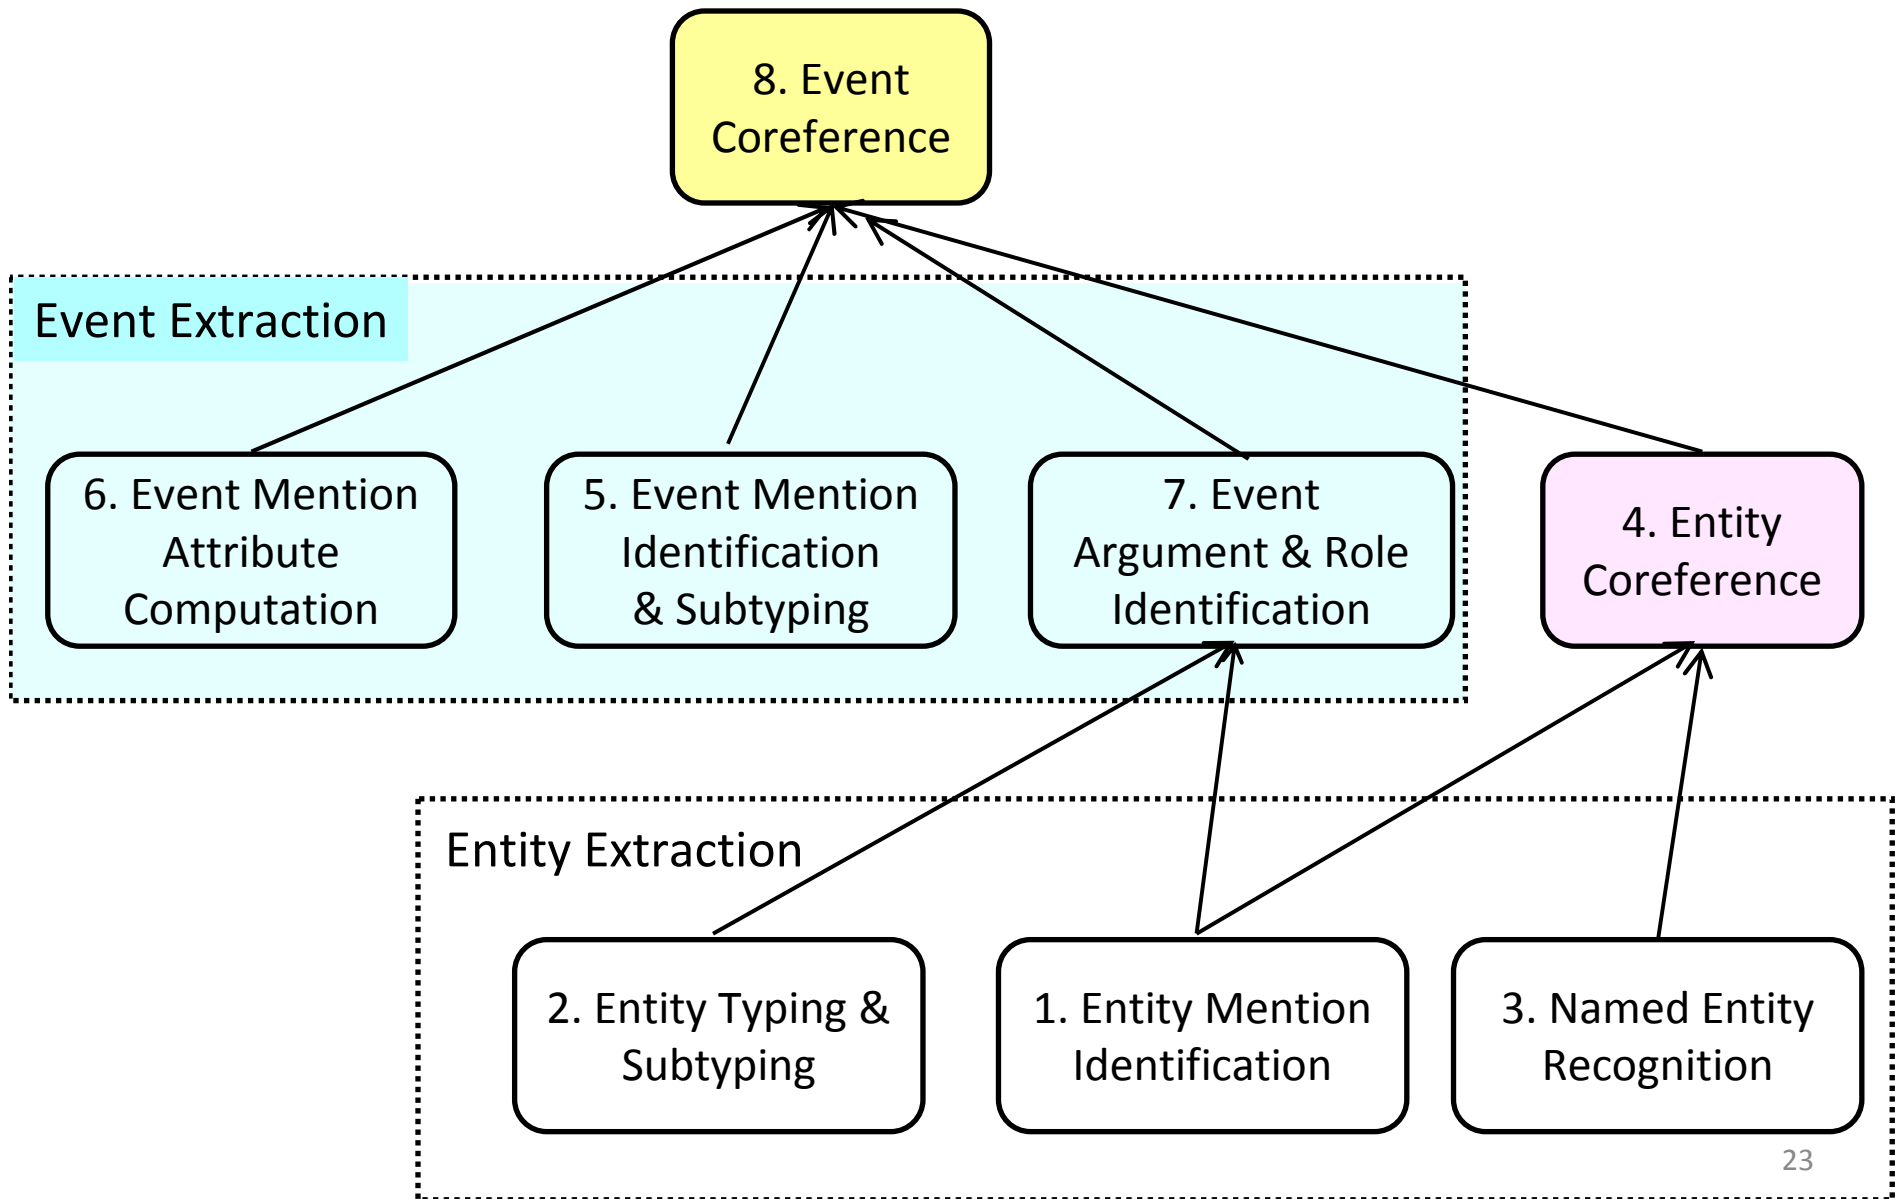 8. Event
Coreference
Event Extraction
6. Event Mention
Attribute
Computation
5. Event Mention
Identification
& Subtyping
7. Event
Argument & Role
Identification
4. Entity
Coreference
Entity Extraction
2. Entity Typing &
Subtyping
1. Entity Mention
Identification
3. Named Entity
Recognition
23